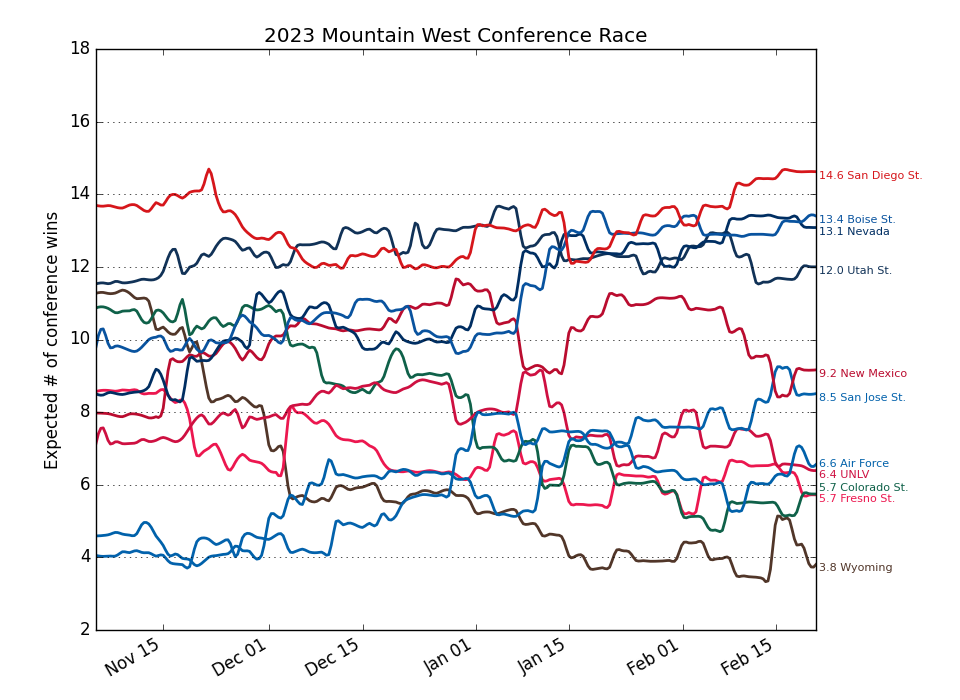 2023 Mountain West Conference Race
Expected # of conference wins
18
16
14
12
10
8
6
4
2
14.6 San Diego St.
13.4 Boise St.
13.1 Nevada
12.0 Utah St.
9.2 New Mexico
8.5 San Jose St.
6.6 Air Force
6.4 UNLV
5.7 Colorado St.
5.7 Fresno St.
3.8 Wyoming
Nov 15
Dec 01
Dec 15
Jan 01
Jan 15
Feb 01
Feb 15